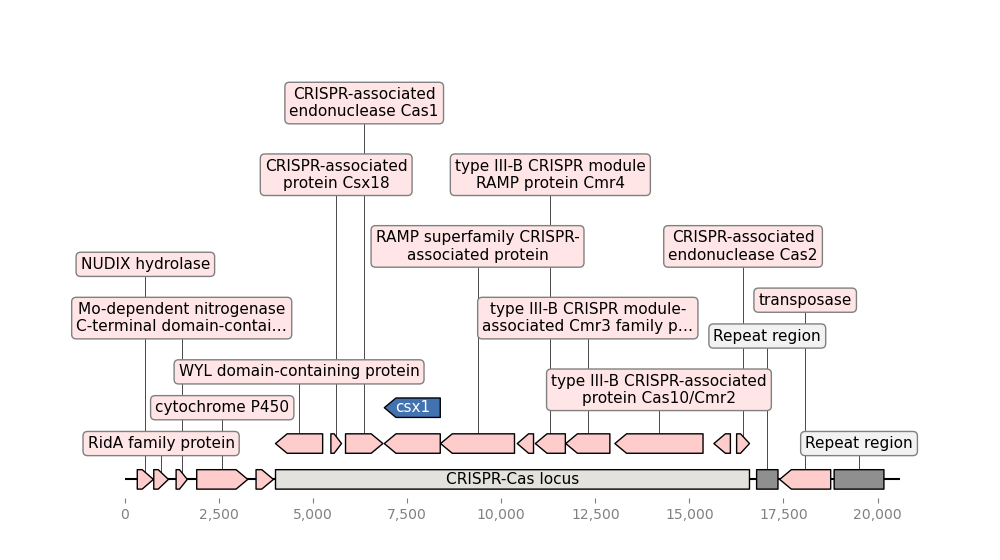 CRISPR-associated
endonuclease Cas1
CRISPR-associated
protein Csx18
type III-B CRISPR module
RAMP protein Cmr4
RAMP superfamily CRISPR-
associated protein
CRISPR-associated
endonuclease Cas2
NUDIX hydrolase
transposase
Mo-dependent nitrogenase
C-terminal domain-contai...
type III-B CRISPR module-
associated Cmr3 family p...
Repeat region
WYL domain-containing protein
type III-B CRISPR-associated
protein Cas10/Cmr2
cytochrome P450
csx1
RidA family protein
Repeat region
CRISPR-Cas locus
0 2,500 5,000 7,500 10,000 12,500 15,000 17,500 20,000